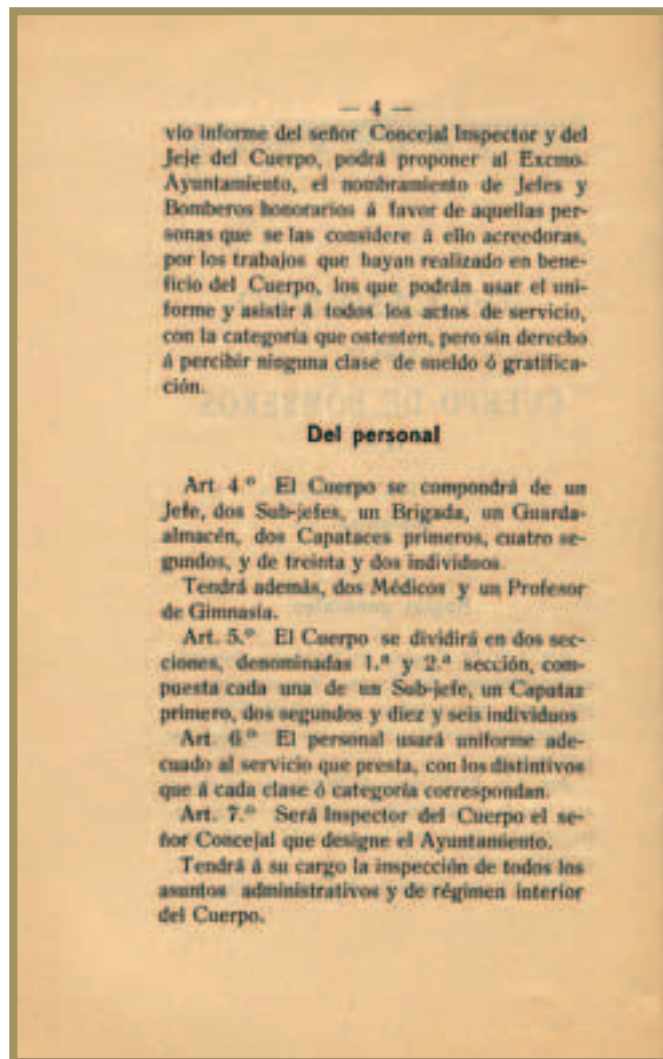 — 4 —
vio informe del señor Concejal Inspector y del
Jeje del Cuerpo, podrá proponer al Excmo.
Ayuntamiento, el nombramiento de Jefes y
Bomberos honorarios á favor de aquellas per-
sonas que se las considere á ello acreedoras,
por los trabajos que hayan realizado en bene-
ficio del Cuerpo, los que podrán usar el uni-
forme y asistir á todos los actos de servicio,
con la categoría que ostenten, pero sin derecho
á percibir ninguna clase de sueldo ó gratifica-
ción.
CUERPO DE BOMBEROS
Del personal
Art 4.º El Cuerpo se compondrá de un
Jefe, dos Sub-jefes, un Brigada, un Guarda-
almacén, dos Capataces primeros, cuatro se-
gundos, y de treinta y dos individuos.
Tendrá además, dos Médicos y un Profesor
de Gimnasia.
Art. 5.º El Cuerpo se dividirá en dos sec-
ciones, denominadas 1.ª y 2.ª sección, com-
puesta cada una de un Sub-jefe, un Capataz
primero, dos segundos y diez y seis individuos
Art. 6.º El personal usará uniforme ade-
cuado al servicio que presta, con los distintivos
que á cada clase ó categoría correspondan.
Art. 7.º Será Inspector del Cuerpo el se-
ñor Concejal que designe el Ayuntamiento.
Tendrá á su cargo la inspección de todos los
asuntos administrativos y de régimen interior
del Cuerpo.